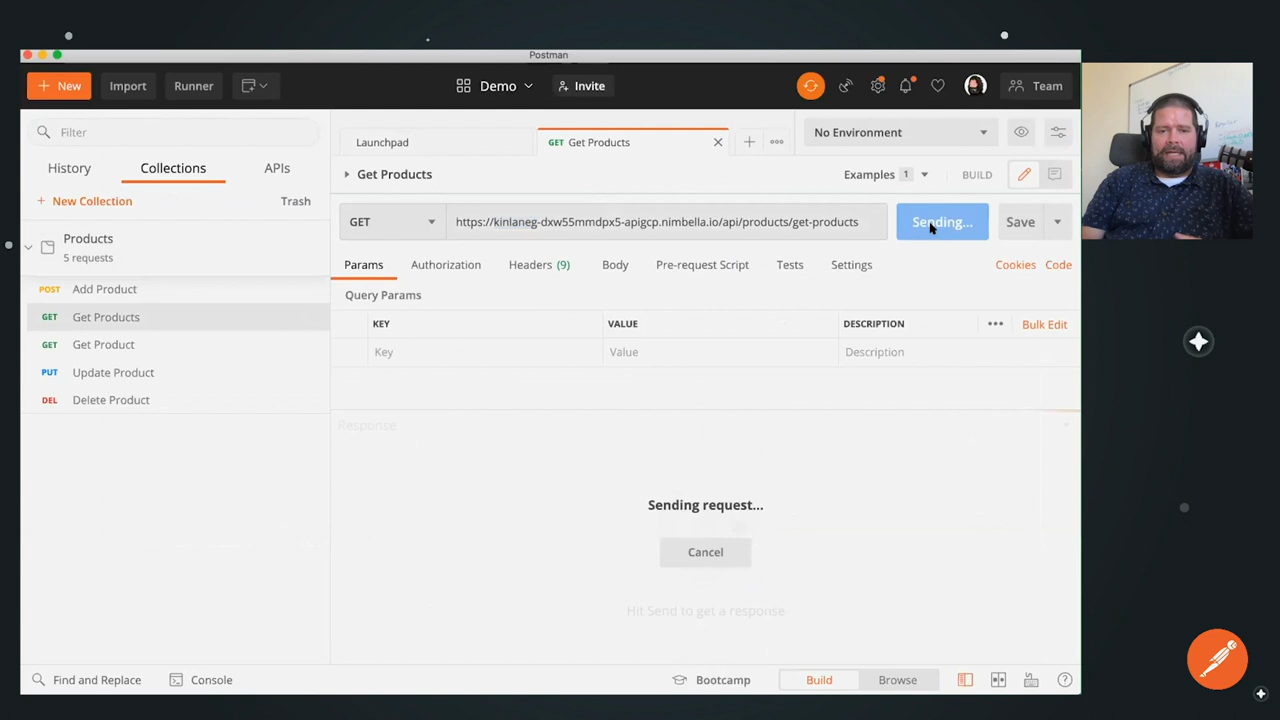 Postman
New
Import
Runner
Demo
Invite
Team
Filter
Launchpad
GET Get Products
No Environment
History
Collections
APIs
Get Products
Examples 1
BUILD
+ New Collection
Trash
GET
https://kinlaneg-dxw55mmdpx5-apigcp.nimbella.io/api/products/get-products
Sending...
Save
Products
5 requests
Params
Authorization
Headers (9)
Body
Pre-request Script
Tests
Settings
Cookies
Code
POST Add Product
Query Params
GET Get Products
KEY
VALUE
DESCRIPTION
Bulk Edit
GET Get Product
Key
Value
Description
PUT Update Product
DEL Delete Product
Response
Sending request...
Cancel
Hit Send to get a response
Find and Replace
Console
Bootcamp
Build
Browse